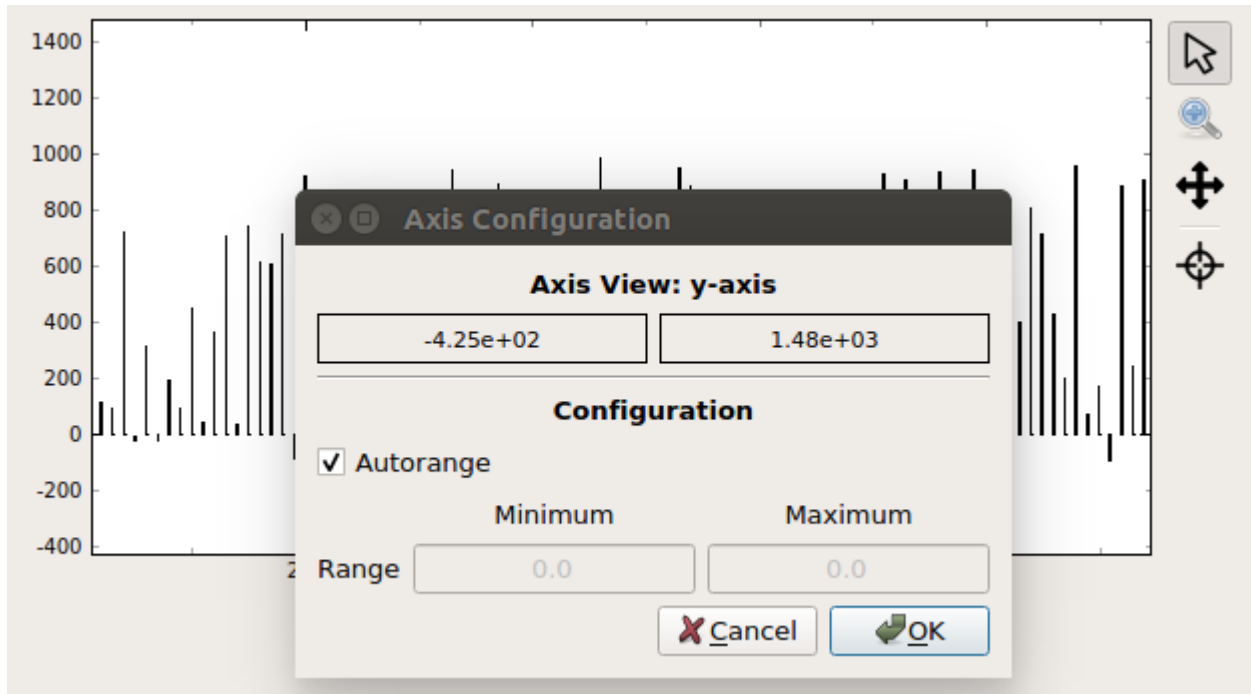 1400
1200
1000
800
600
400
200
0
-200
-400
2
Axis Configuration
Axis View: y-axis
-4.25e+02 1.48e+03
Configuration
Autorange
Minimum Maximum
Range 0.0 0.0
Cancel OK